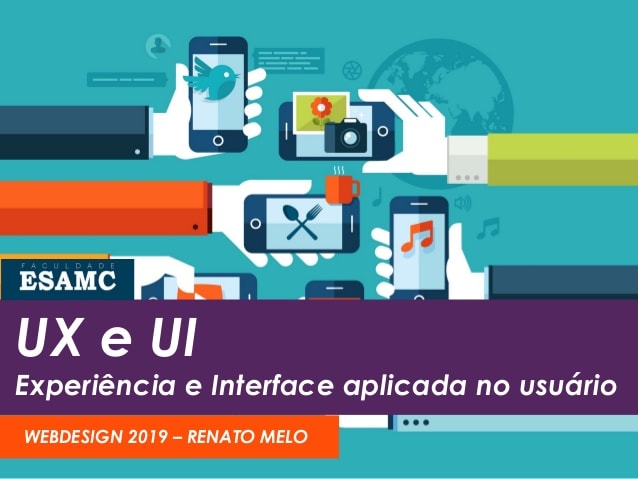 FACULDADE
ESAMC
UX e UI
Experiência e Interface aplicada no usuário
WEBDESIGN 2019 – RENATO MELO